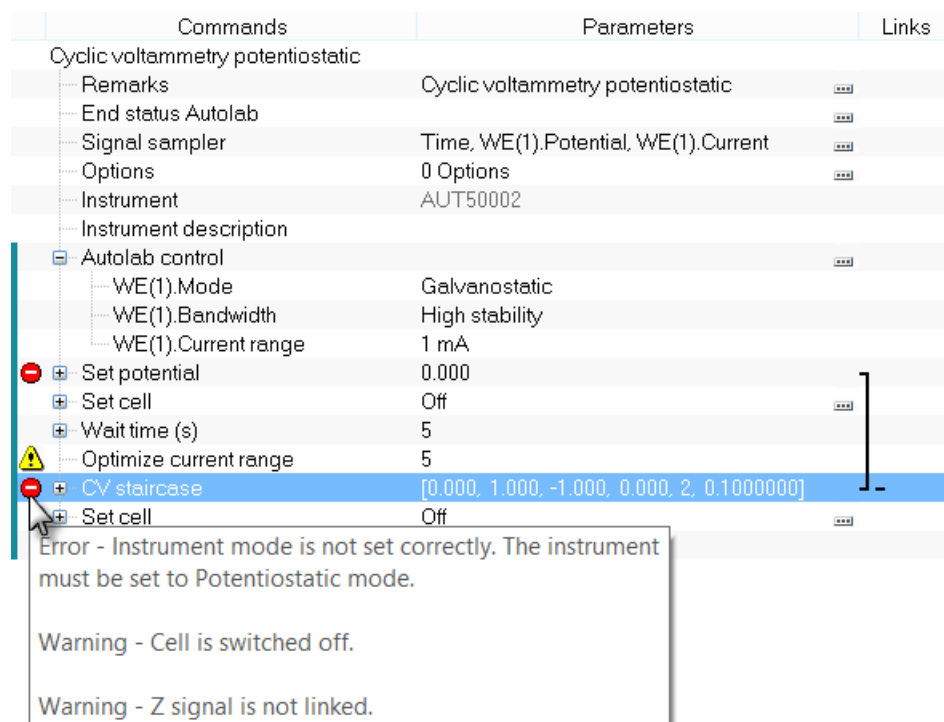 Commands Parameters Links
Cyclic voltammetry potentiostatic
Remarks Cyclic voltammetry potentiostatic
End status Autolab
Signal sampler Time, WE(1).Potential, WE(1).Current
Options 0 Options
Instrument AUT50002
Instrument description
Autolab control
WE(1).Mode Galvanostatic
WE(1).Bandwidth High stability
WE(1).Current range 1 mA
Set potential 0.000
Set cell Off
Wait time (s) 5
Optimize current range 5
CV staircase [0.000, 1.000, -1.000, 0.000, 2, 0.1000000]
Set cell Off
Error - Instrument mode is not set correctly. The instrument
must be set to Potentiostatic mode.
Warning - Cell is switched off.
Warning - Z signal is not linked.